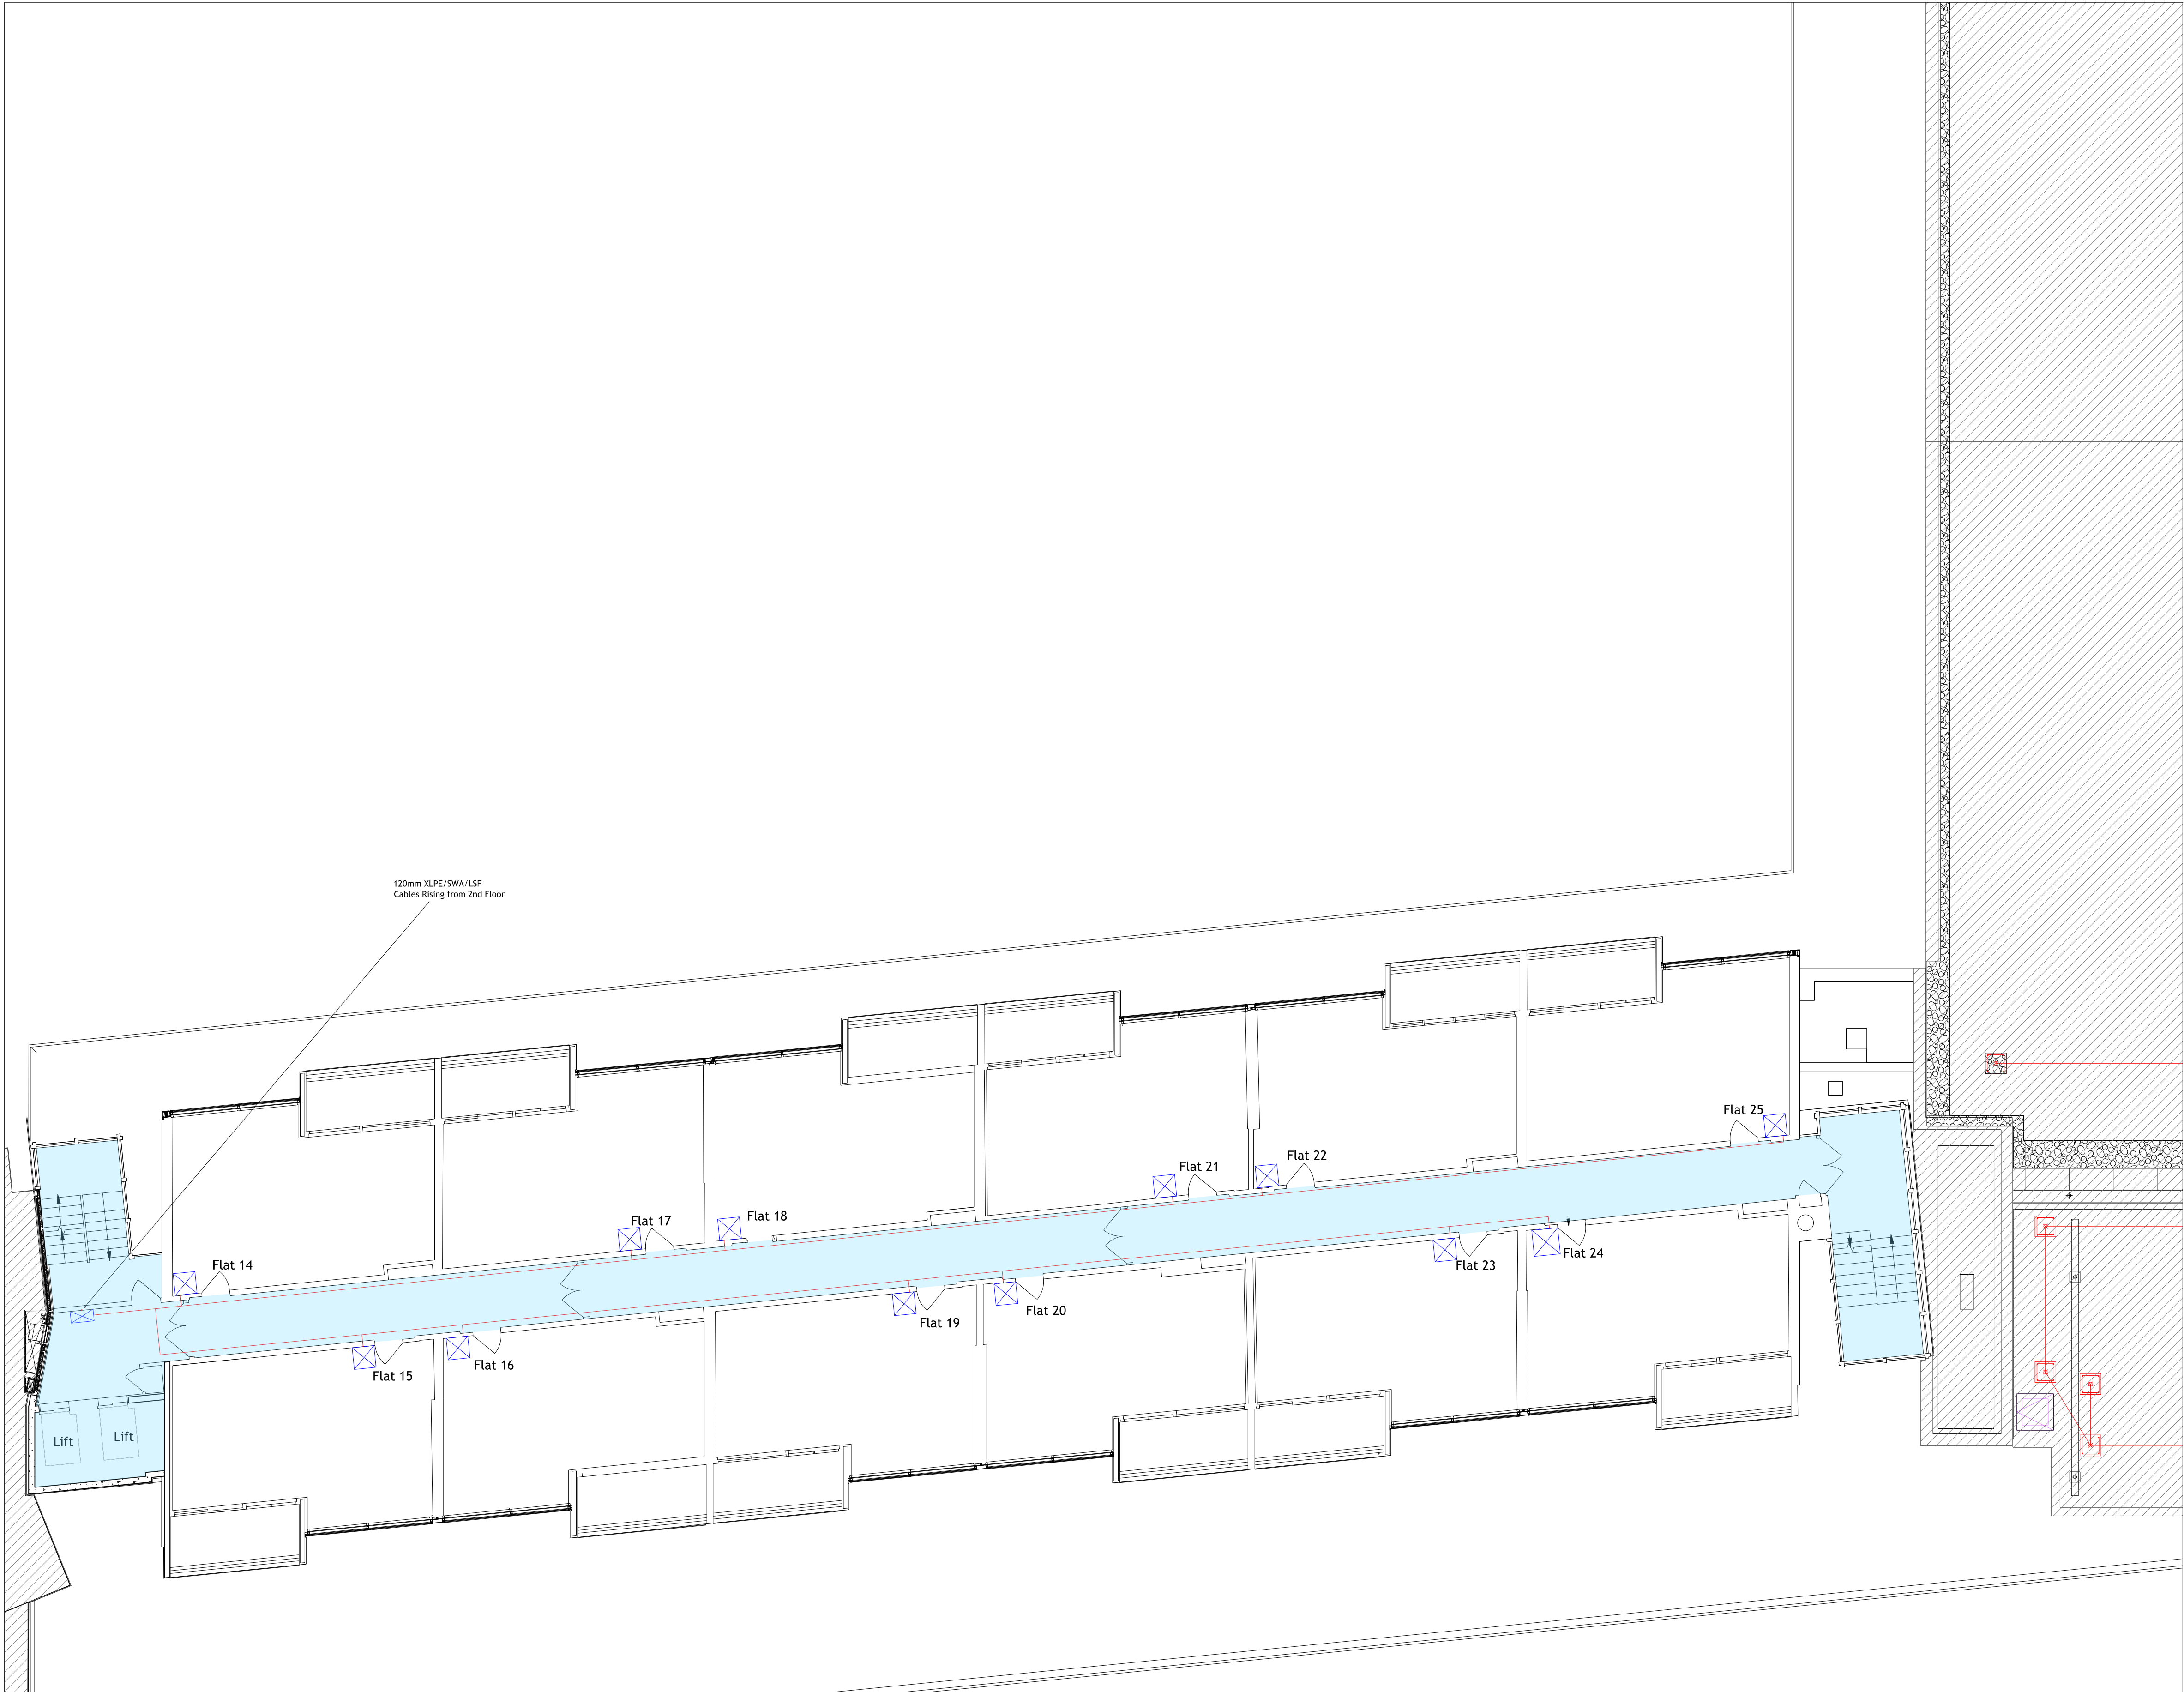 120mm XLPE/SWA/LSF
Cables Rising from 2nd Floor
Flat 25
Flat 22
Flat 21
Flat 18
Flat 17
Flat 24
Flat 23
Flat 14
Flat 20
Flat 19
Flat 16
Flat 15
Lift
Lift